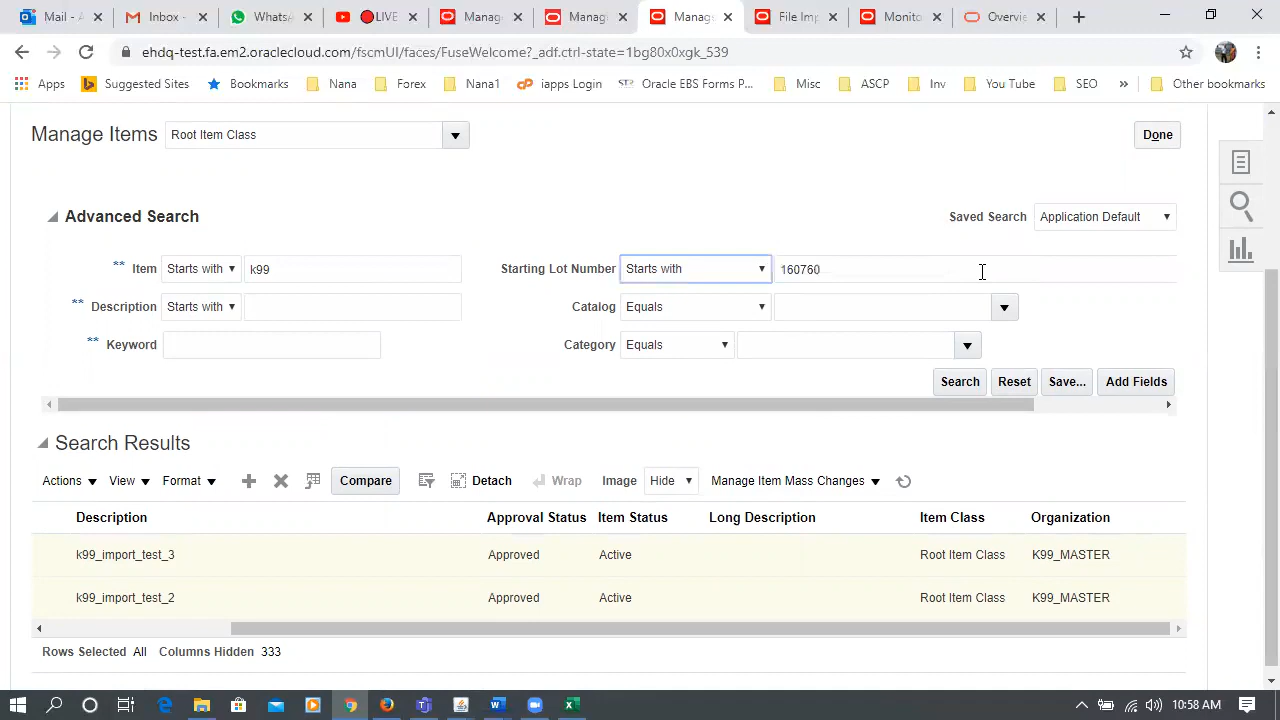 Mail -
Inbox -
Whats
LIVE
Manage
Manag
Manag
File Imp
Monito
Overvi
ehdq-test.fa.em2.oraclecloud.com/fscmUI/faces/FuseWelcome?_adf.ctrl-state=1bg80x0xgk_539
Apps
Suggested Sites
Bookmarks
Nana
Forex
Nana1
iapps Login
Oracle EBS Forms P...
Misc
ASCP
Inv
You Tube
SEO
»
Other bookmarks
Manage Items
Root Item Class
Done
Advanced Search
Saved Search
Application Default
** Item
Starts with
k99
Starting Lot Number
Starts with
160760
** Description
Starts with
Catalog
Equals
** Keyword
Category
Equals
Search
Reset
Save...
Add Fields
Search Results
Actions
View
Format
Compare
Detach
Wrap
Image
Hide
Manage Item Mass Changes
Description
Approval Status
Item Status
Long Description
Item Class
Organization
k99_import_test_3
Approved
Active
Root Item Class
K99_MASTER
k99_import_test_2
Approved
Active
Root Item Class
K99_MASTER
Rows Selected All
Columns Hidden 333
10:58 AM